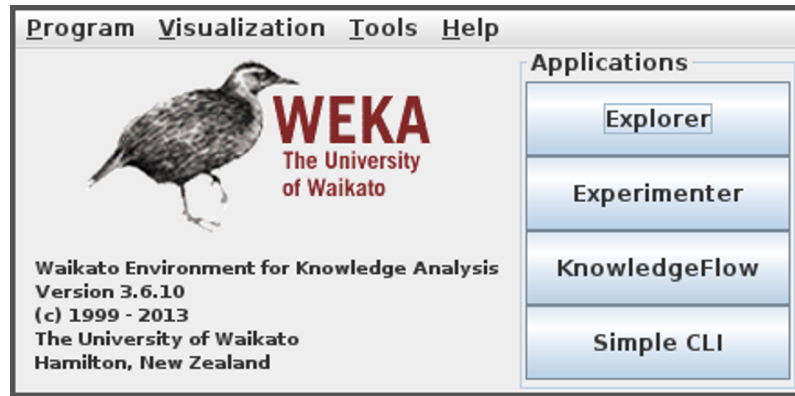 Program Visualization Tools Help
WEKA
The University
of Waikato
Waikato Environment for Knowledge Analysis
Version 3.6.10
(c) 1999 - 2013
The University of Waikato
Hamilton, New Zealand
Applications
Explorer
Experimenter
KnowledgeFlow
Simple CLI